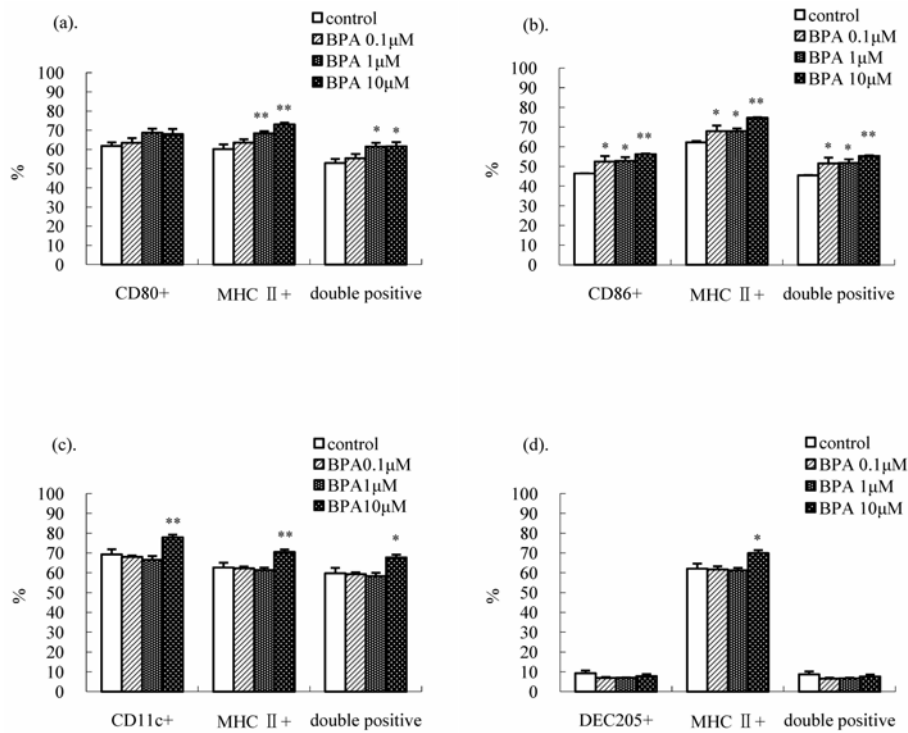 (a).
control
BPA 0.1μM
BPA 1μM
BPA 10μM
100
90
80
70
60
50
40
30
20
10
0
%
** **
* *
CD80+ MHC Ⅱ+ double positive
(b).
control
BPA 0.1μM
BPA 1μM
BPA 10μM
100
90
80
70
60
50
40
30
20
10
0
%
* * **
* * **
* * **
CD86+ MHC Ⅱ+ double positive
(c).
control
BPA0.1μM
BPA1μM
BPA10μM
100
90
80
70
60
50
40
30
20
10
0
%
**
**
*
CD11c+ MHC Ⅱ+ double positive
(d).
control
BPA 0.1μM
BPA 1μM
BPA 10μM
100
90
80
70
60
50
40
30
20
10
0
%
*
DEC205+ MHC Ⅱ+ double positive